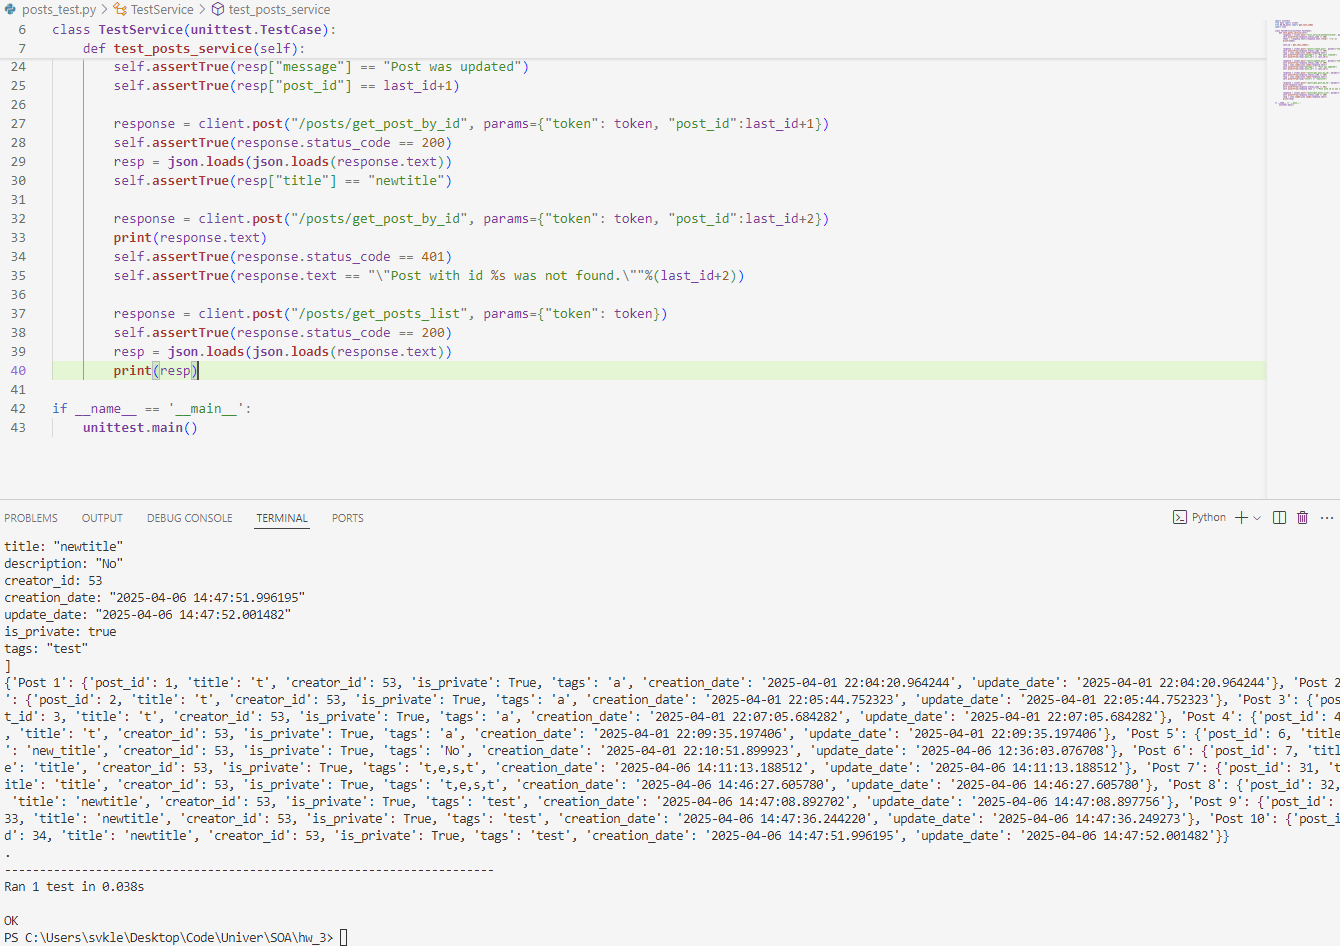 posts_test.py > TestService > test_posts_service
6 class TestService(unittest.TestCase):
7 def test_posts_service(self):
24 self.assertTrue(resp["message"] == "Post was updated")
25 self.assertTrue(resp["post_id"] == last_id+1)
26
27 response = client.post("/posts/get_post_by_id", params={"token": token, "post_id":last_id+1})
28 self.assertTrue(response.status_code == 200)
29 resp = json.loads(json.loads(response.text))
30 self.assertTrue(resp["title"] == "newtitle")
31
32 response = client.post("/posts/get_post_by_id", params={"token": token, "post_id":last_id+2})
33 print(response.text)
34 self.assertTrue(response.status_code == 401)
35 self.assertTrue(response.text == "\"Post with id %s was not found.\""%(last_id+2))
36
37 response = client.post("/posts/get_posts_list", params={"token": token})
38 self.assertTrue(response.status_code == 200)
39 resp = json.loads(json.loads(response.text))
40 print(resp)
41
42 if __name__ == '__main__':
43 unittest.main()
PROBLEMS OUTPUT DEBUG CONSOLE TERMINAL PORTS Python
title: "newtitle"
description: "No"
creator_id: 53
creation_date: "2025-04-06 14:47:51.996195"
update_date: "2025-04-06 14:47:52.001482"
is_private: true
tags: "test"
]
{'Post 1': {'post_id': 1, 'title': 't', 'creator_id': 53, 'is_private': True, 'tags': 'a', 'creation_date': '2025-04-01 22:04:20.964244', 'update_date': '2025-04-01 22:04:20.964244'}, 'Post 2
': {'post_id': 2, 'title': 't', 'creator_id': 53, 'is_private': True, 'tags': 'a', 'creation_date': '2025-04-01 22:05:44.752323', 'update_date': '2025-04-01 22:05:44.752323'}, 'Post 3': {'pos
t_id': 3, 'title': 't', 'creator_id': 53, 'is_private': True, 'tags': 'a', 'creation_date': '2025-04-01 22:07:05.684282', 'update_date': '2025-04-01 22:07:05.684282'}, 'Post 4': {'post_id': 4
, 'title': 't', 'creator_id': 53, 'is_private': True, 'tags': 'a', 'creation_date': '2025-04-01 22:09:35.197406', 'update_date': '2025-04-01 22:09:35.197406'}, 'Post 5': {'post_id': 6, 'title
': 'new_title', 'creator_id': 53, 'is_private': True, 'tags': 'No', 'creation_date': '2025-04-01 22:10:51.899923', 'update_date': '2025-04-06 12:36:03.076708'}, 'Post 6': {'post_id': 7, 'titl
e': 'title', 'creator_id': 53, 'is_private': True, 'tags': 't,e,s,t', 'creation_date': '2025-04-06 14:11:13.188512', 'update_date': '2025-04-06 14:11:13.188512'}, 'Post 7': {'post_id': 31, 't
itle': 'title', 'creator_id': 53, 'is_private': True, 'tags': 't,e,s,t', 'creation_date': '2025-04-06 14:46:27.605780', 'update_date': '2025-04-06 14:46:27.605780'}, 'Post 8': {'post_id': 32,
'title': 'newtitle', 'creator_id': 53, 'is_private': True, 'tags': 'test', 'creation_date': '2025-04-06 14:47:08.892702', 'update_date': '2025-04-06 14:47:08.897756'}, 'Post 9': {'post_id':
33, 'title': 'newtitle', 'creator_id': 53, 'is_private': True, 'tags': 'test', 'creation_date': '2025-04-06 14:47:36.244220', 'update_date': '2025-04-06 14:47:36.249273'}, 'Post 10': {'post_i
d': 34, 'title': 'newtitle', 'creator_id': 53, 'is_private': True, 'tags': 'test', 'creation_date': '2025-04-06 14:47:51.996195', 'update_date': '2025-04-06 14:47:52.001482'}}
.
----------------------------------------------------------------------
Ran 1 test in 0.038s
OK
PS C:\Users\svkle\Desktop\Code\Univer\SOA\hw_3>